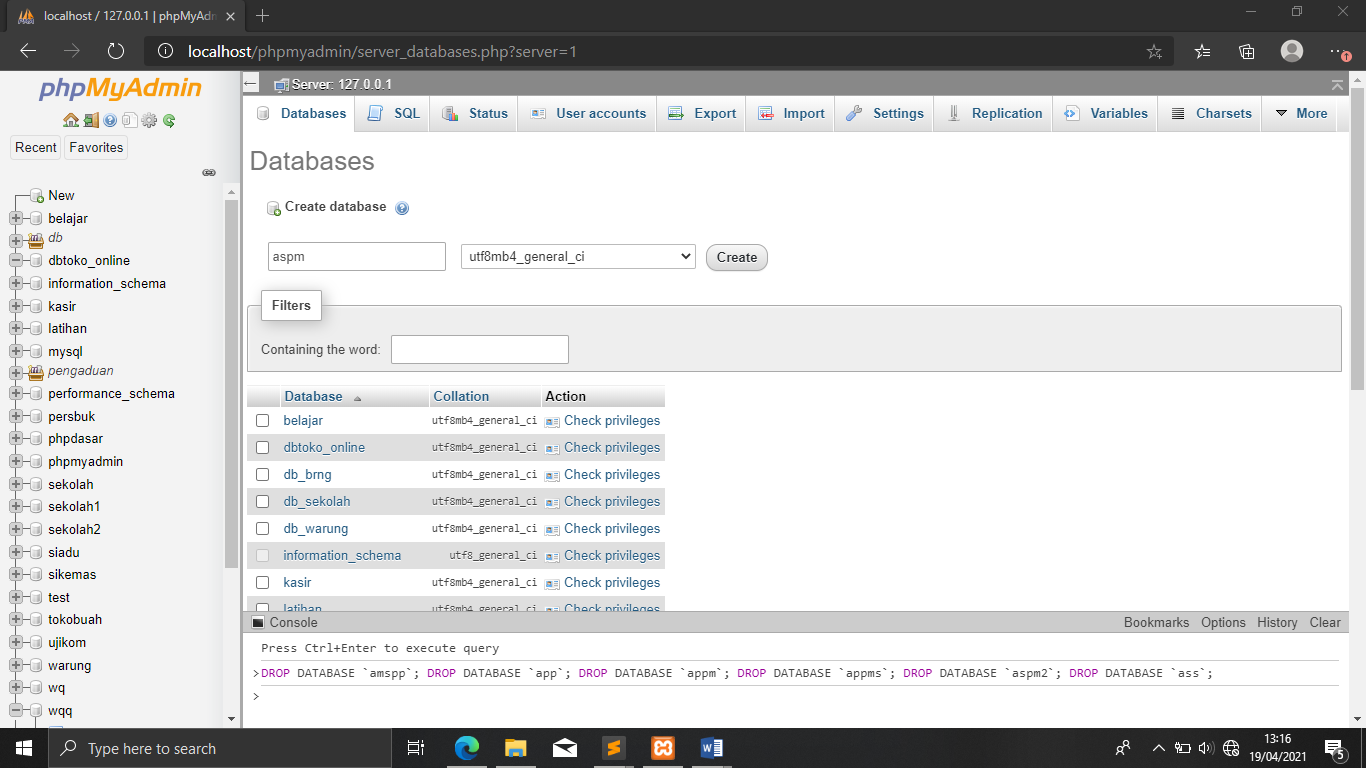 localhost / 127.0.0.1 | phpMyAdn
localhost/phpmyadmin/server_databases.php?server=1
phpMyAdmin
Recent Favorites
New
belajar
db
dbtoko_online
information_schema
kasir
latihan
mysql
pengaduan
performance_schema
persbuk
phpdasar
phpmyadmin
sekolah
sekolah1
sekolah2
siadu
sikemas
test
tokobuah
ujikom
warung
wq
wqq
Server: 127.0.0.1
Databases SQL Status User accounts Export Import Settings Replication Variables Charsets More
Databases
Create database
aspm utf8mb4_general_ci Create
Filters
Containing the word:
Database Collation Action
belajar utf8mb4_general_ci Check privileges
dbtoko_online utf8mb4_general_ci Check privileges
db_brng utf8mb4_general_ci Check privileges
db_sekolah utf8mb4_general_ci Check privileges
db_warung utf8mb4_general_ci Check privileges
information_schema utf8_general_ci Check privileges
kasir utf8mb4_general_ci Check privileges
latihan utf8mb4_general_ci Check privileges
Console Bookmarks Options History Clear
Press Ctrl+Enter to execute query
>DROP DATABASE `amspp`; DROP DATABASE `app`; DROP DATABASE `appm`; DROP DATABASE `appms`; DROP DATABASE `aspm2`; DROP DATABASE `ass`;
>
Type here to search
13:16
19/04/2021
5